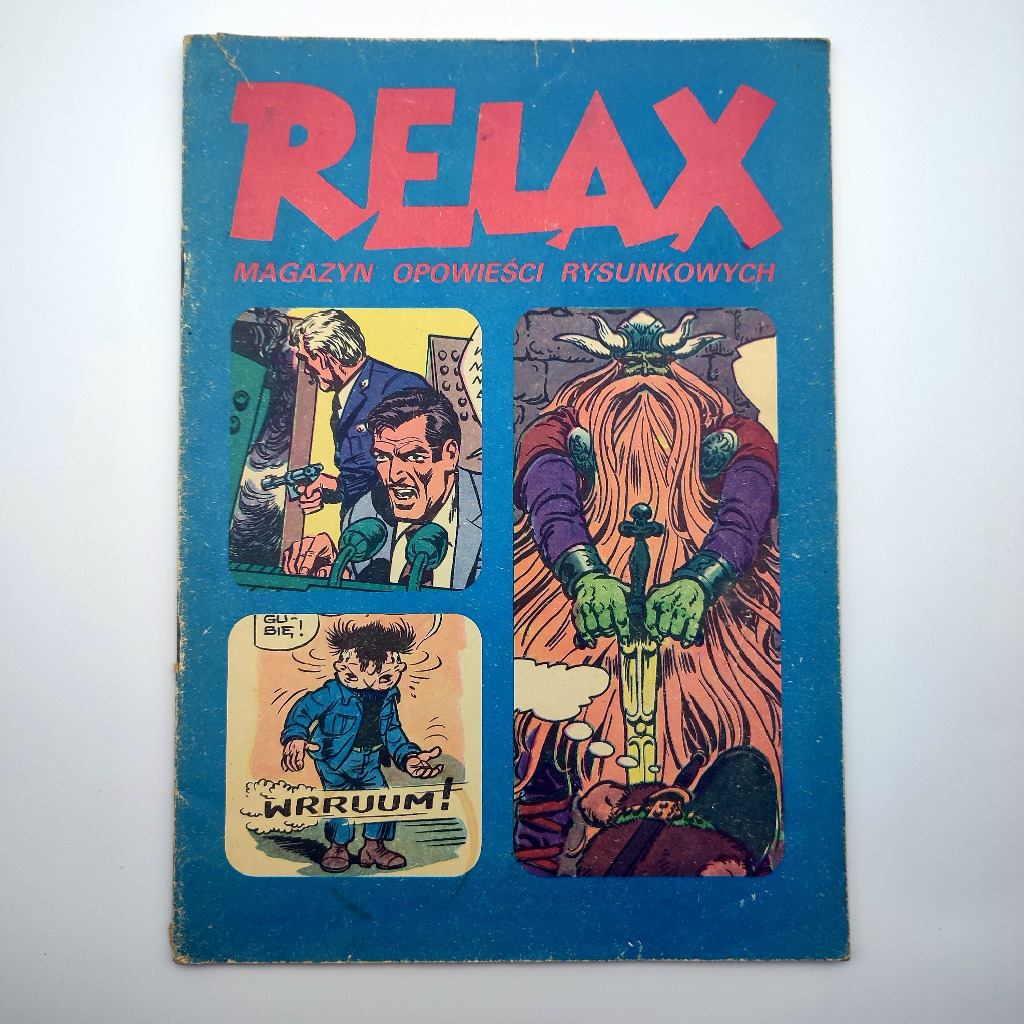 RELAX
MAGAZYN OPOWIEŚCI RYSUNKOWYCH
GU-
BIĘ!
WRRUUM!